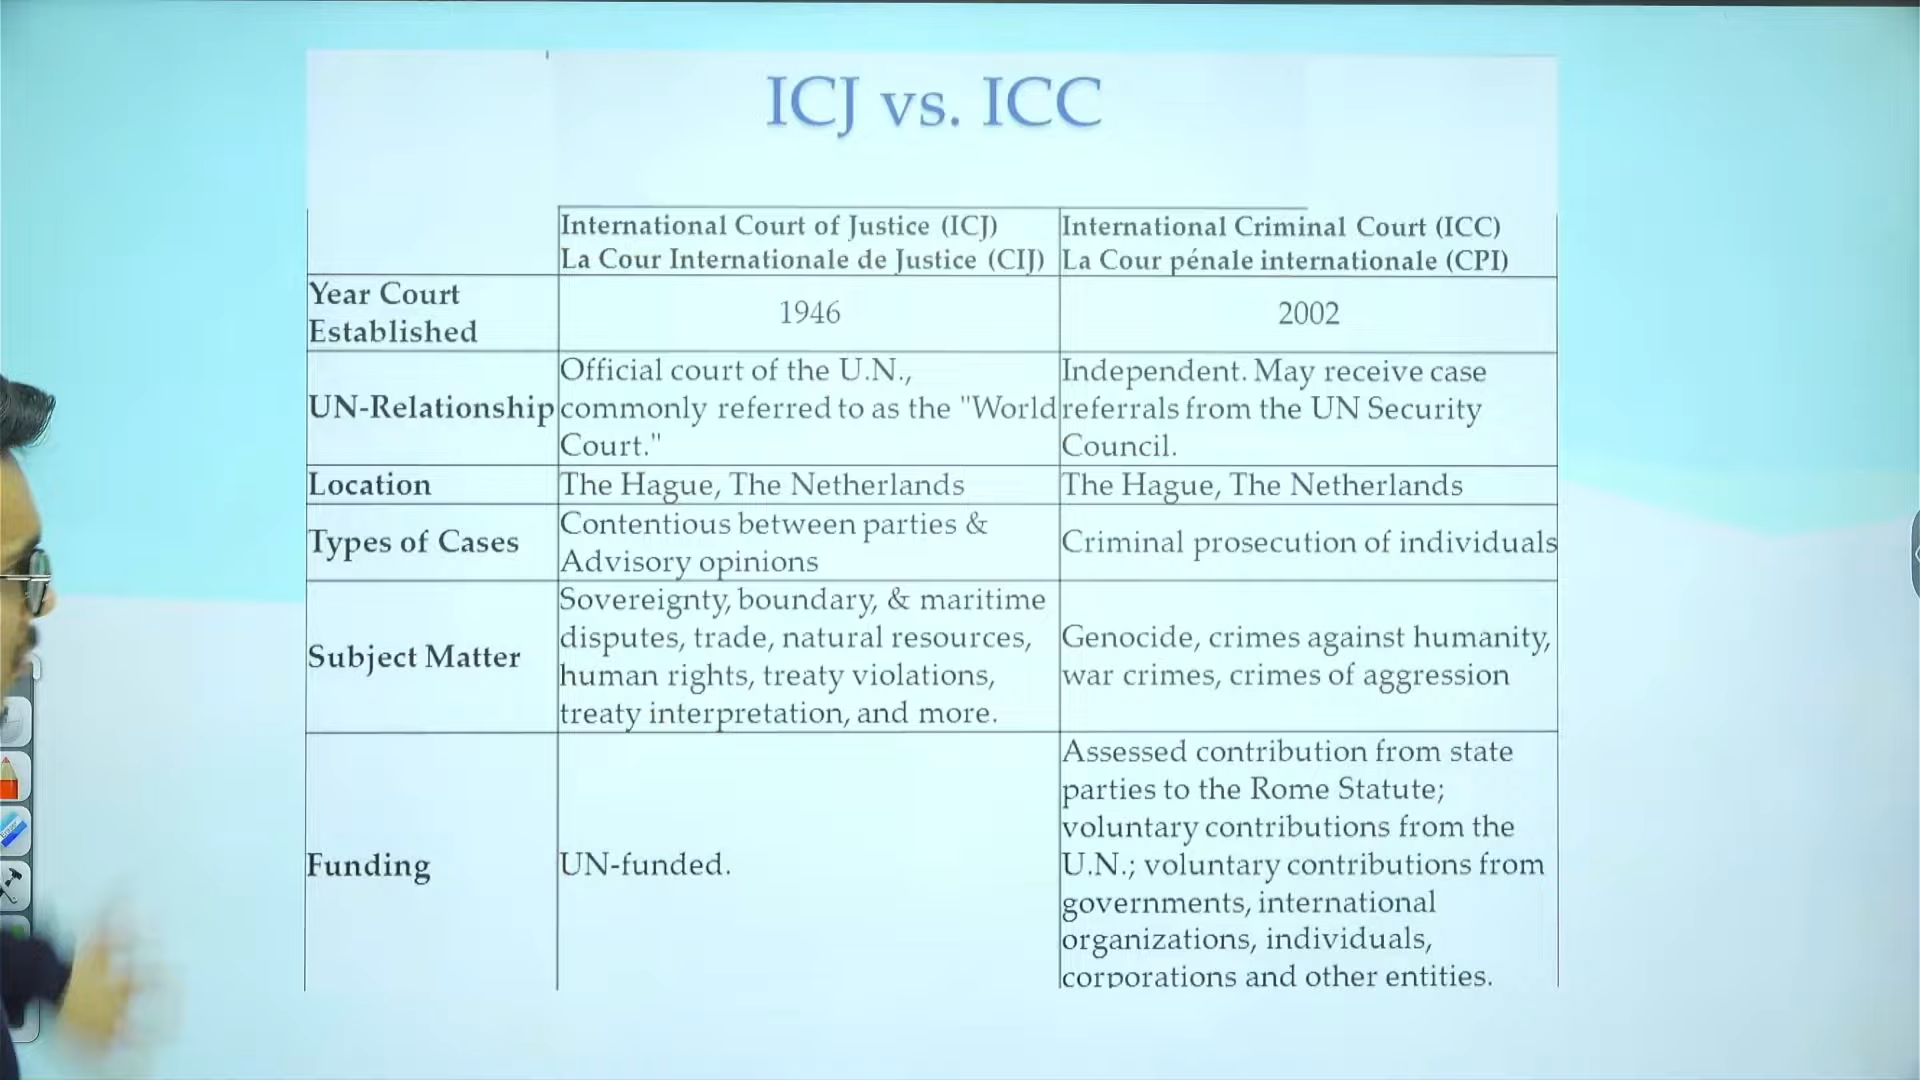 ICJ vs. ICC
International Court of Justice (ICJ)
La Cour Internationale de Justice (CIJ)
International Criminal Court (ICC)
La Cour pénale internationale (CPI)
Year Court
Established
1946
2002
UN-Relationship
Official court of the U.N.,
commonly referred to as the "World
Court."
Independent. May receive case
referrals from the UN Security
Council.
Location
The Hague, The Netherlands
The Hague, The Netherlands
Types of Cases
Contentious between parties &
Advisory opinions
Criminal prosecution of individuals
Subject Matter
Sovereignty, boundary, & maritime
disputes, trade, natural resources,
human rights, treaty violations,
treaty interpretation, and more.
Genocide, crimes against humanity,
war crimes, crimes of aggression
Funding
UN-funded.
Assessed contribution from state
parties to the Rome Statute;
voluntary contributions from the
U.N.; voluntary contributions from
governments, international
organizations, individuals,
corporations and other entities.